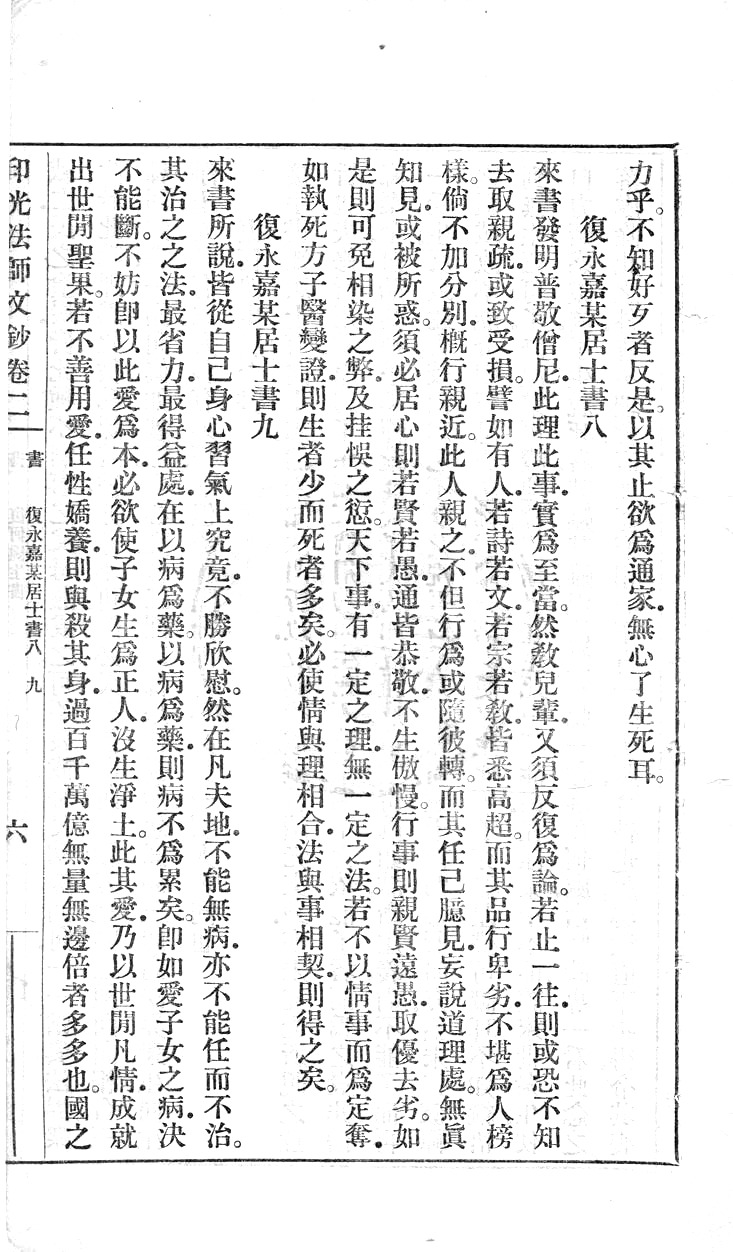 力乎。不知好歹者反是。以其止欲爲通家。無心了生死耳。
復永嘉某居士書八
來書發明普敬僧尼。此理此事。實爲至當。然敎兒輩。又須反復爲論。若止一往。則或恐不知
去取親疏。或致受損。譬如有人。若詩若文。若宗若敎。皆悉高超。而其品行卑劣。不堪爲人榜
樣。倘不加分別。槪行親近。此人親之。不但行爲或隨彼轉。而其任己臆見。妄說道理處。無眞
知見。或被所惑。須必居心則若賢若愚。通皆恭敬。不生傲慢。行事則親賢遠愚。取優去劣。如
是則可免相染之弊。及挂悞之愆。天下事。有一定之理。無一定之法。若不以情事而爲定奪。
如執死方子醫變證。則生者少而死者多矣。必使情與理相合。法與事相契。則得之矣。
復永嘉某居士書九
來書所說。皆從自己身心習氣上究竟。不勝欣慰。然在凡夫地。不能無病。亦不能任而不治。
其治之之法。最省力。最得益處。在以病爲藥。以病爲藥。則病不爲累矣。卽如愛子女之病。決
不能斷。不妨卽以此愛爲本。必欲使子女生爲正人。沒生淨土。此其愛。乃以世閒凡情。成就
出世閒聖果。若不善用愛。任性嬌養。則與殺其身。過百千萬億無量無邊倍者多多也。國之
印光法師文鈔卷二 書 復永嘉某居士書八 九 六